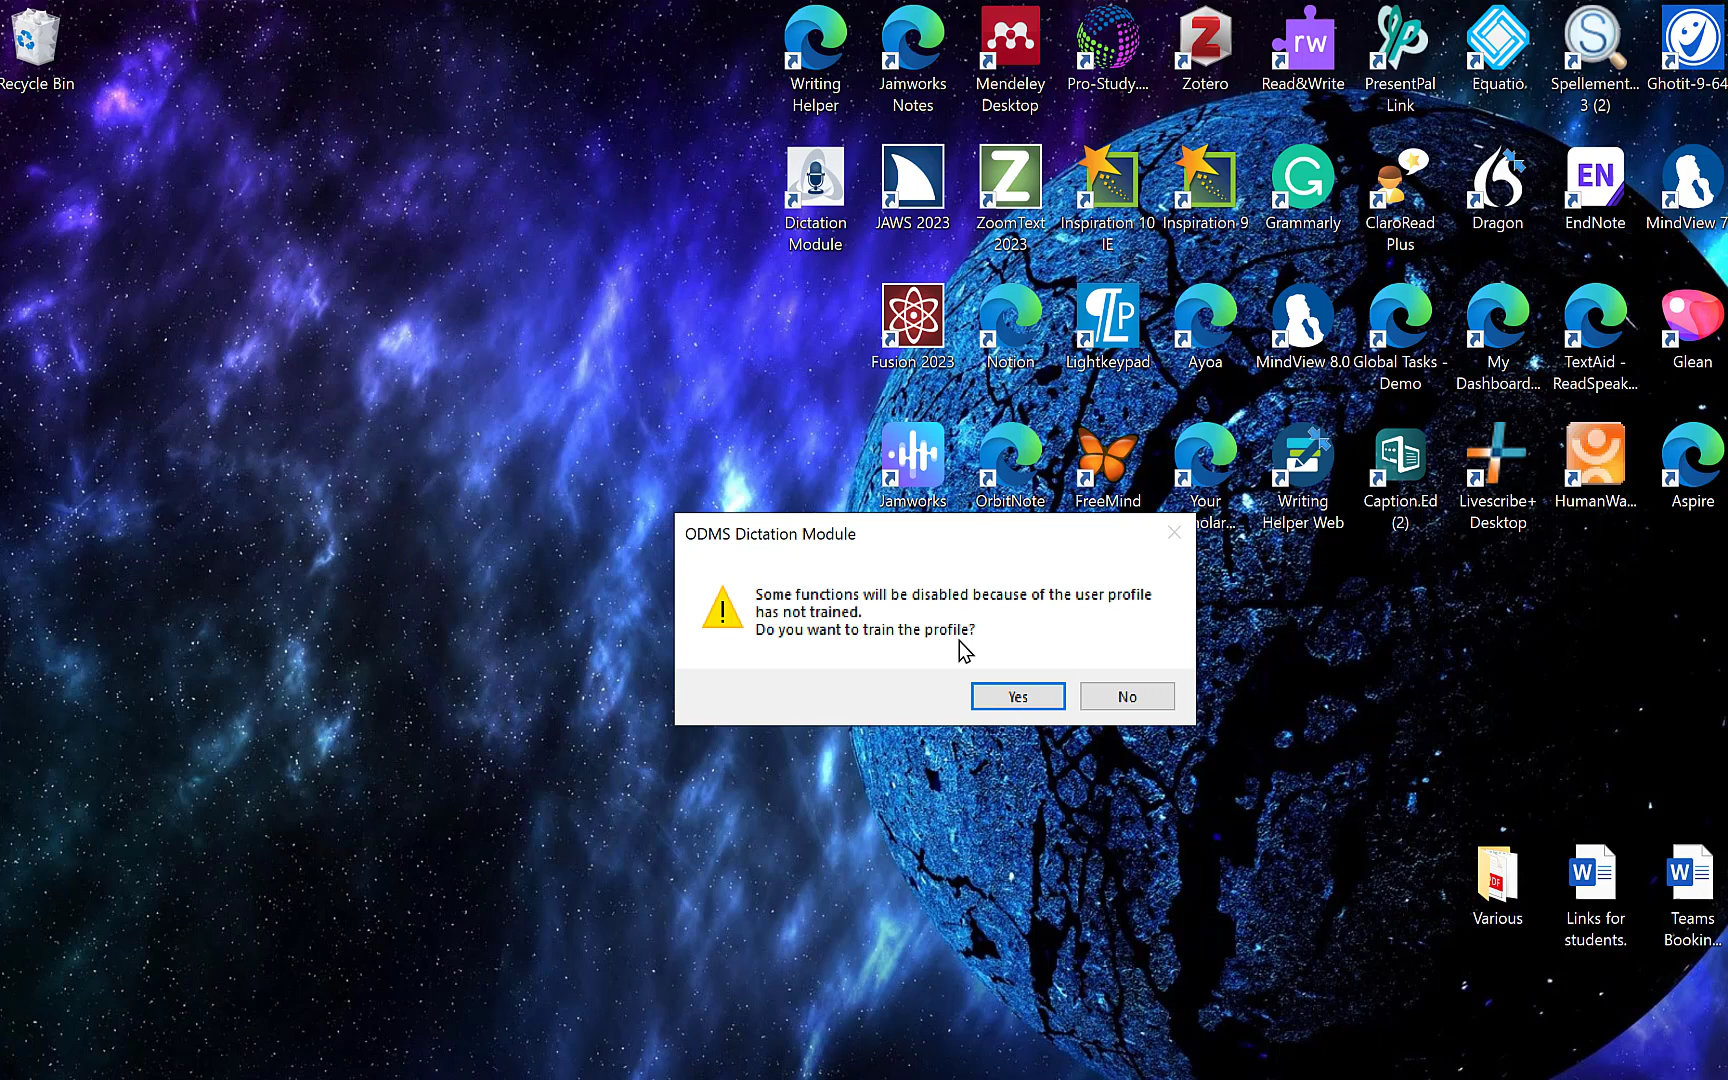 Recycle Bin
Writing
Helper
Jamworks
Notes
Mendeley
Desktop
Pro-Study....
Z
Zotero
rw
Read&Write
PresentPal
Link
Equatio
S
Spellement...
3 (2)
Ghotit-9-64
Dictation
Module
JAWS 2023
Z
ZoomText
2023
Inspiration 10
IE
Inspiration 9
G
Grammarly
ClaroRead
Plus
Dragon
EN
EndNote
MindView 7
Fusion 2023
Notion
LP
Lightkeypad
Ayoa
MindView 8.0
Global Tasks -
Demo
My
Dashboard...
TextAid -
ReadSpeak...
Glean
Jamworks
OrbitNote
FreeMind
Your
Writing
Helper Web
Caption.Ed
(2)
Livescribe+
Desktop
HumanWa...
Aspire
ODMS Dictation Module
Some functions will be disabled because of the user profile
has not trained.
Do you want to train the profile?
Yes
No
PDF
Various
W
Links for
students.
W
Teams
Bookin...